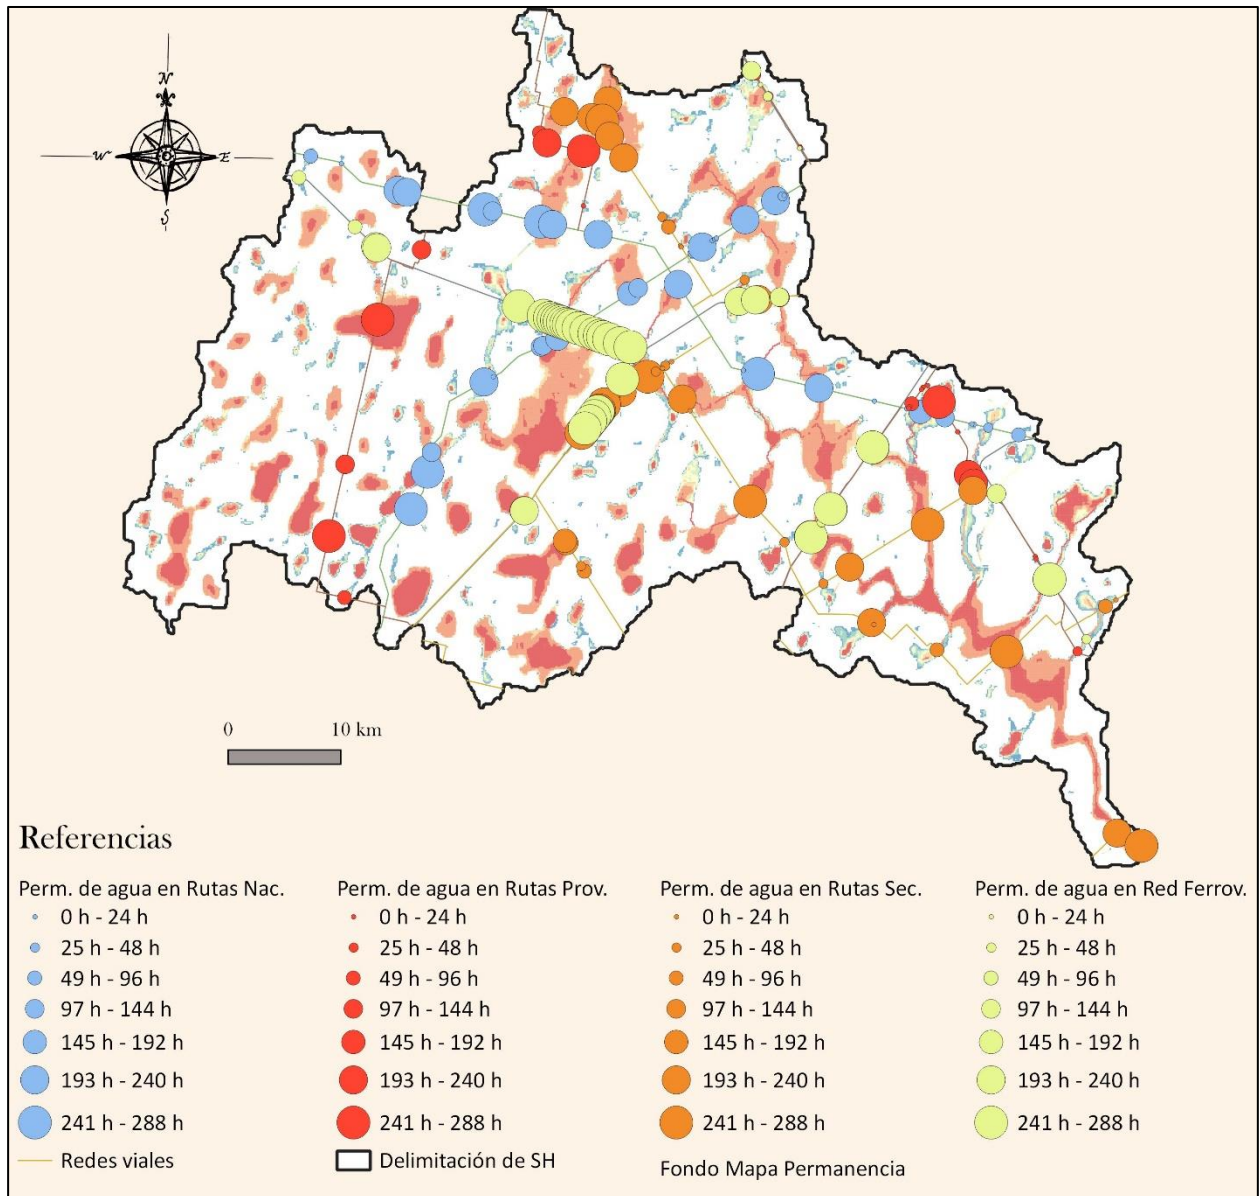 N
W E
S
0 10 km
Referencias
Perm. de agua en Rutas Nac.
0 h - 24 h
25 h - 48 h
49 h - 96 h
97 h - 144 h
145 h - 192 h
193 h - 240 h
241 h - 288 h
Redes viales
Perm. de agua en Rutas Prov.
0 h - 24 h
25 h - 48 h
49 h - 96 h
97 h - 144 h
145 h - 192 h
193 h - 240 h
241 h - 288 h
Delimitación de SH
Perm. de agua en Rutas Sec.
0 h - 24 h
25 h - 48 h
49 h - 96 h
97 h - 144 h
145 h - 192 h
193 h - 240 h
241 h - 288 h
Fondo Mapa Permanencia
Perm. de agua en Red Ferrov.
0 h - 24 h
25 h - 48 h
49 h - 96 h
97 h - 144 h
145 h - 192 h
193 h - 240 h
241 h - 288 h